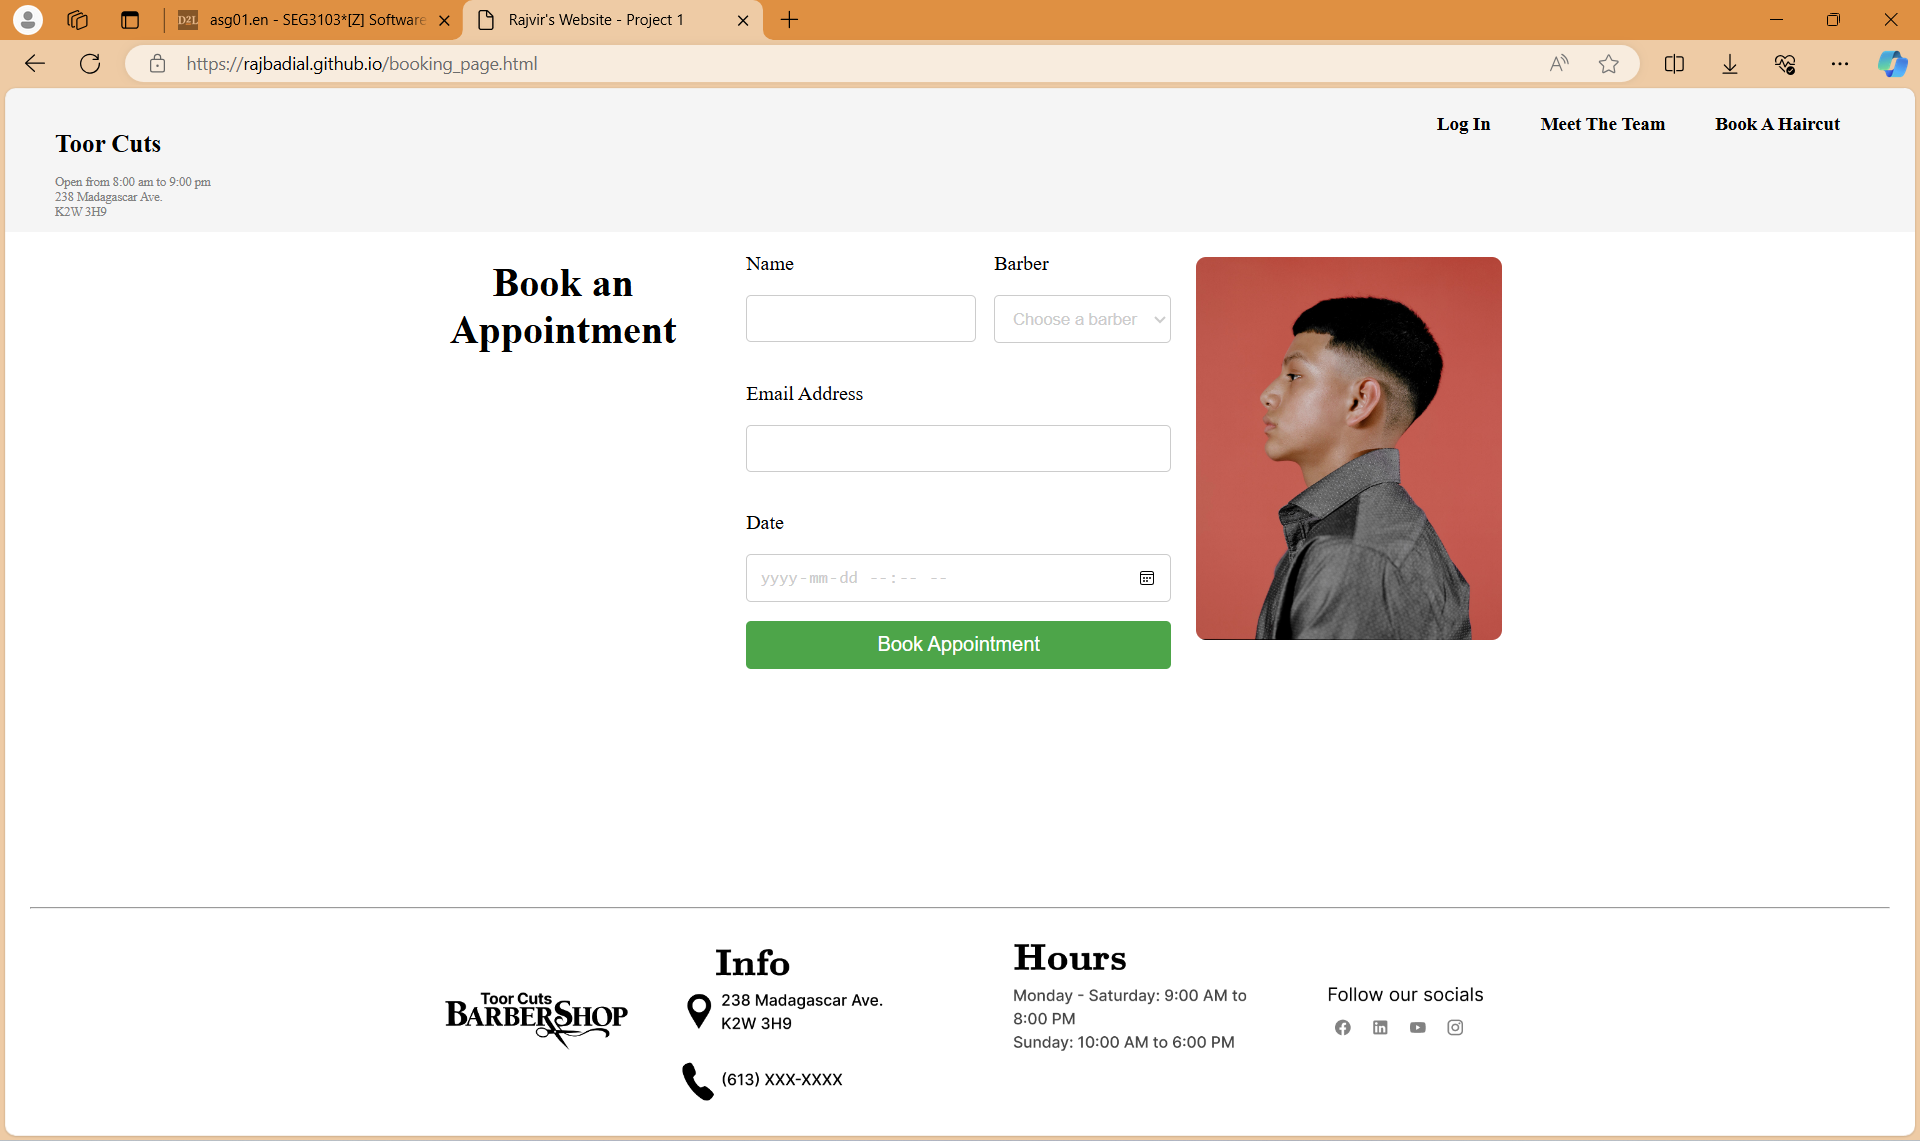 D2L
asg01.en - SEG3103*[Z] Software
Rajvir's Website - Project 1
https://rajbadial.github.io/booking_page.html
Toor Cuts
Open from 8:00 am to 9:00 pm
238 Madagascar Ave.
K2W 3H9
Log In
Meet The Team
Book A Haircut
Book an
Appointment
Name
Barber
Choose a barber
Email Address
Date
yyyy-mm-dd --:-- --
Book Appointment
Toor Cuts
BARBERSHOP
Info
238 Madagascar Ave.
K2W 3H9
(613) XXX-XXXX
Hours
Monday - Saturday: 9:00 AM to
8:00 PM
Sunday: 10:00 AM to 6:00 PM
Follow our socials